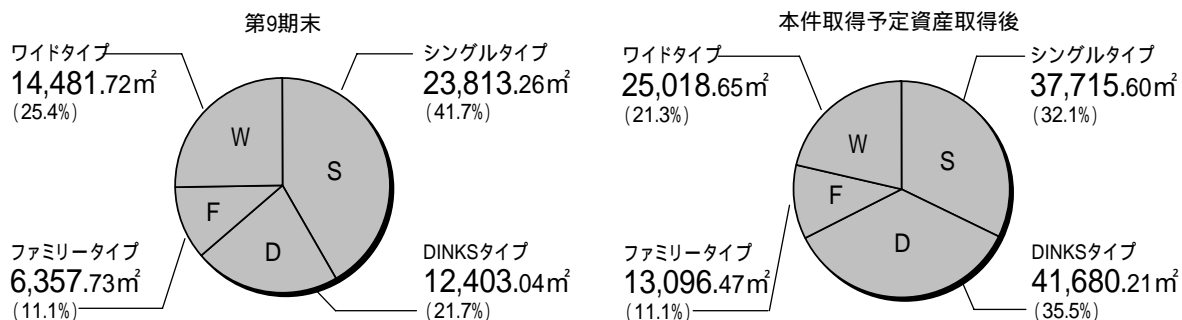 第9期末
ワイドタイプ
14,481.72㎡
(25.4%)
シングルタイプ
23,813.26㎡
(41.7%)
W
S
F
D
ファミリータイプ
6,357.73㎡
(11.1%)
DINKSタイプ
12,403.04㎡
(21.7%)
本件取得予定資産取得後
ワイドタイプ
25,018.65㎡
(21.3%)
シングルタイプ
37,715.60㎡
(32.1%)
W
S
F
D
ファミリータイプ
13,096.47㎡
(11.1%)
DINKSタイプ
41,680.21㎡
(35.5%)